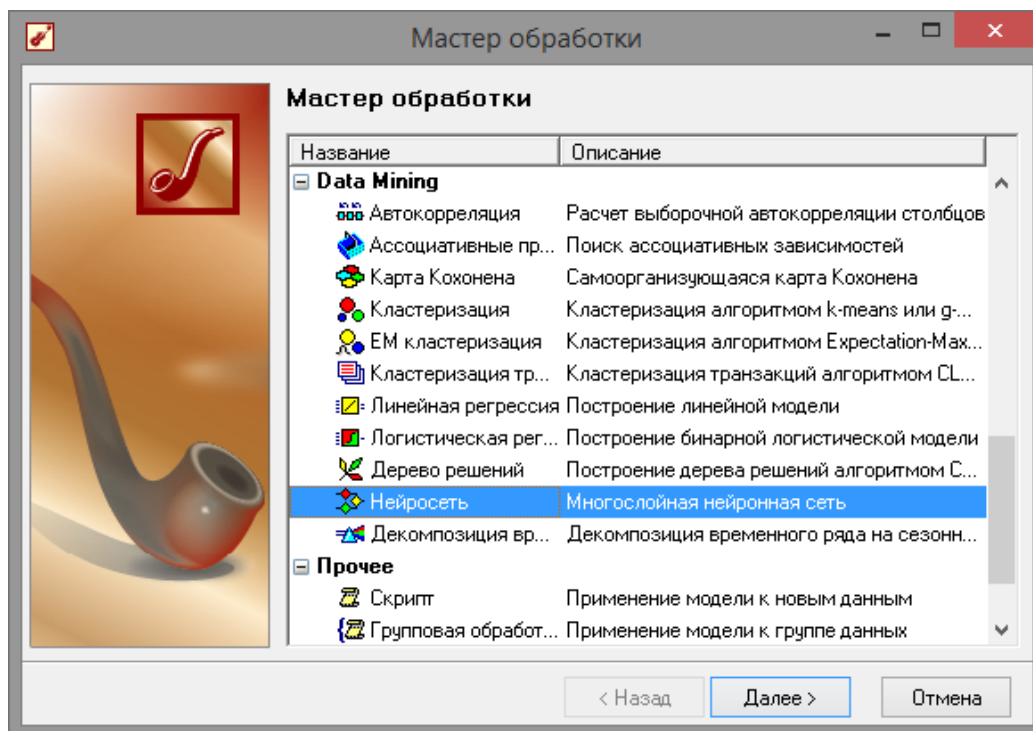 Мастер обработки
Мастер обработки
Название Описание
Data Mining
Автокорреляция Расчет выборочной автокорреляции столбцов
Ассоциативные пр... Поиск ассоциативных зависимостей
Карта Кохонена Самоорганизующаяся карта Кохонена
Кластеризация Кластеризация алгоритмом k-means или g-...
EM кластеризация Кластеризация алгоритмом Expectation-Max...
Кластеризация тр... Кластеризация транзакций алгоритмом CL...
Линейная регрессия Построение линейной модели
Логистическая рег... Построение бинарной логистической модели
Дерево решений Построение дерева решений алгоритмом C...
Нейросеть Многослойная нейронная сеть
Декомпозиция вр... Декомпозиция временного ряда на сезонн...
Прочее
Скрипт Применение модели к новым данным
Групповая обработ... Применение модели к группе данных
< Назад Далее > Отмена